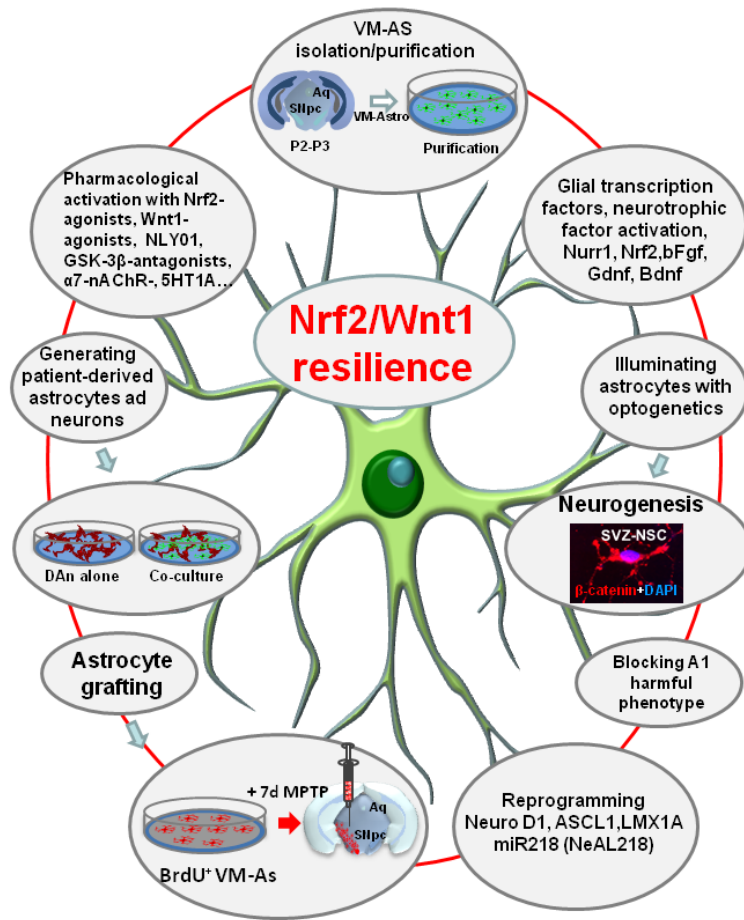 VM-AS
isolation/purification
Aq
SNpc
VM-Astro
P2-P3
Purification
Pharmacological
activation with Nrf2-
agonists, Wnt1-
agonists, NLY01,
GSK-3β-antagonists,
α7-nAChR-, 5HT1A...
Glial transcription
factors, neurotrophic
factor activation,
Nurr1, Nrf2,bFgf,
Gdnf, Bdnf
Nrf2/Wnt1
resilience
Generating
patient-derived
astrocytes ad
neurons
Illuminating
astrocytes with
optogenetics
DAn alone
Co-culture
Neurogenesis
SVZ-NSC
β-catenin+DAPI
Astrocyte
grafting
Blocking A1
harmful
phenotype
+ 7d MPTP
Aq
SNpc
BrdU⁺ VM-As
Reprogramming
Neuro D1, ASCL1,LMX1A
miR218 (NeAL218)